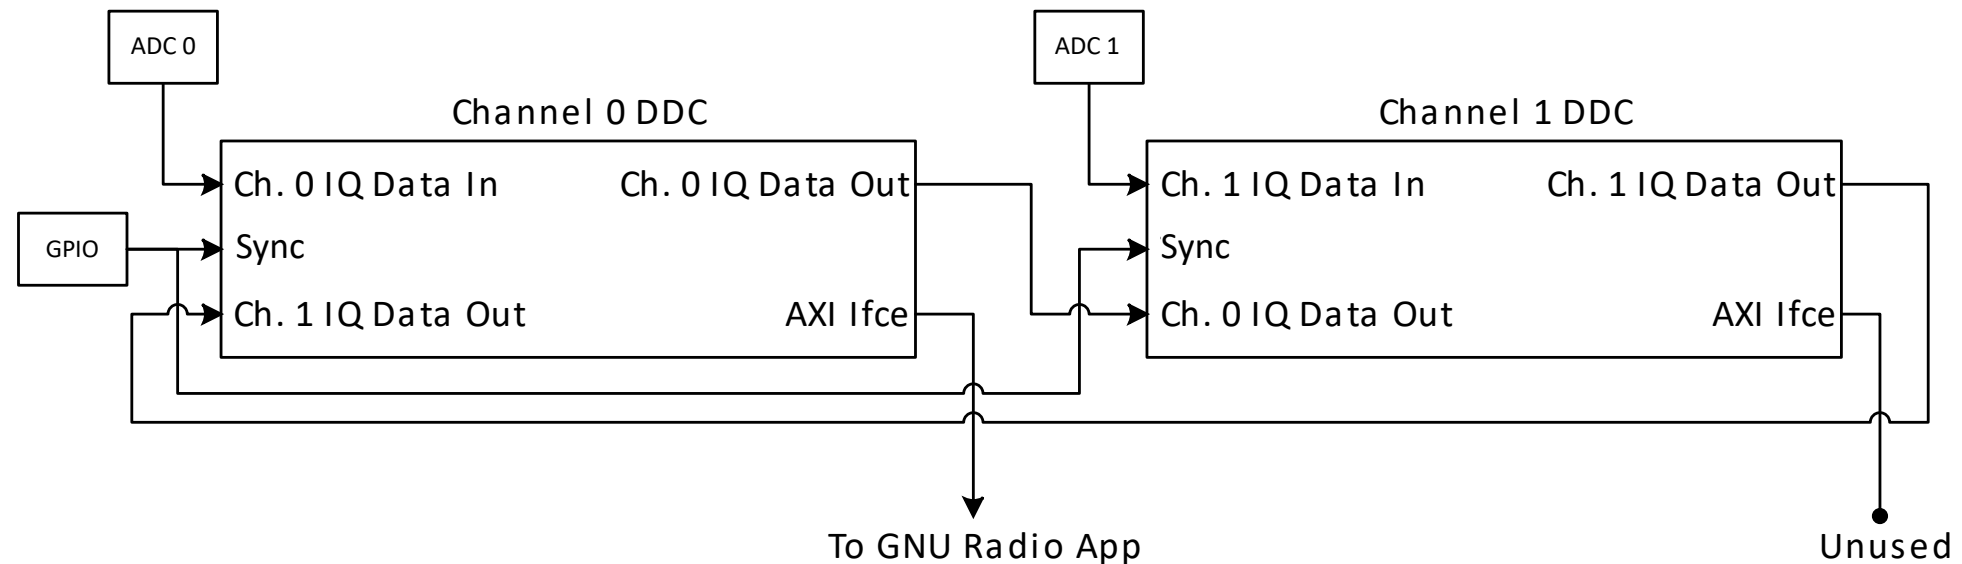 ADC 0
ADC 1
Channel 0 DDC
Channel 1 DDC
Ch. 0 IQ Data In
Ch. 0 IQ Data Out
Ch. 1 IQ Data In
Ch. 1 IQ Data Out
GPIO
Sync
Sync
Ch. 1 IQ Data Out
AXI Ifce
Ch. 0 IQ Data Out
AXI Ifce
To GNU Radio App
Unused